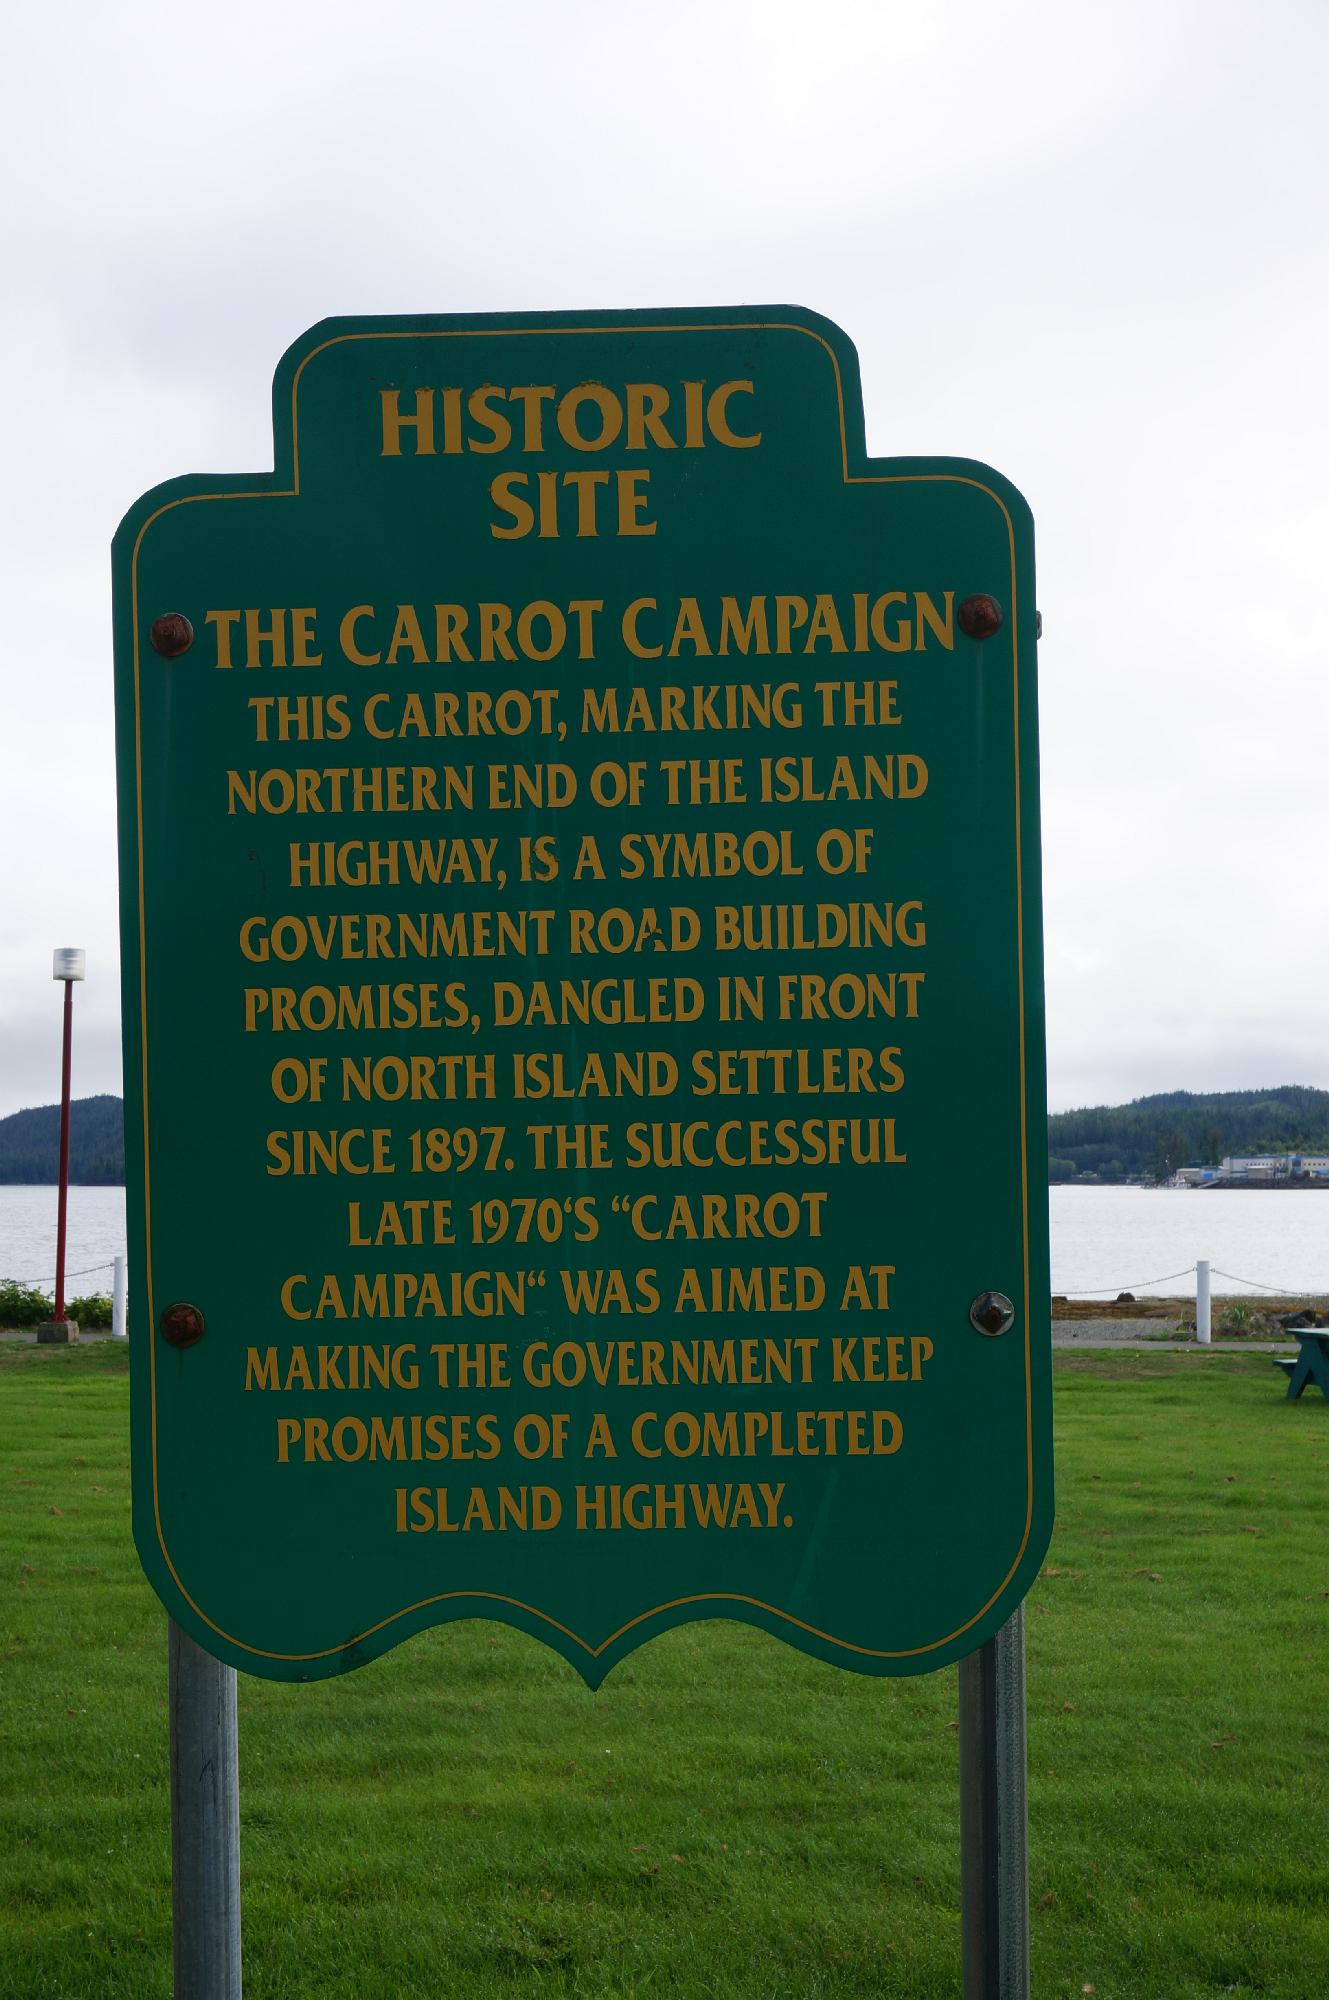 HISTORIC
SITE
THE CARROT CAMPAIGN
THIS CARROT, MARKING THE
NORTHERN END OF THE ISLAND
HIGHWAY, IS A SYMBOL OF
GOVERNMENT ROAD BUILDING
PROMISES, DANGLED IN FRONT
OF NORTH ISLAND SETTLERS
SINCE 1897. THE SUCCESSFUL
LATE 1970‘S “CARROT
CAMPAIGN“ WAS AIMED AT
MAKING THE GOVERNMENT KEEP
PROMISES OF A COMPLETED
ISLAND HIGHWAY.